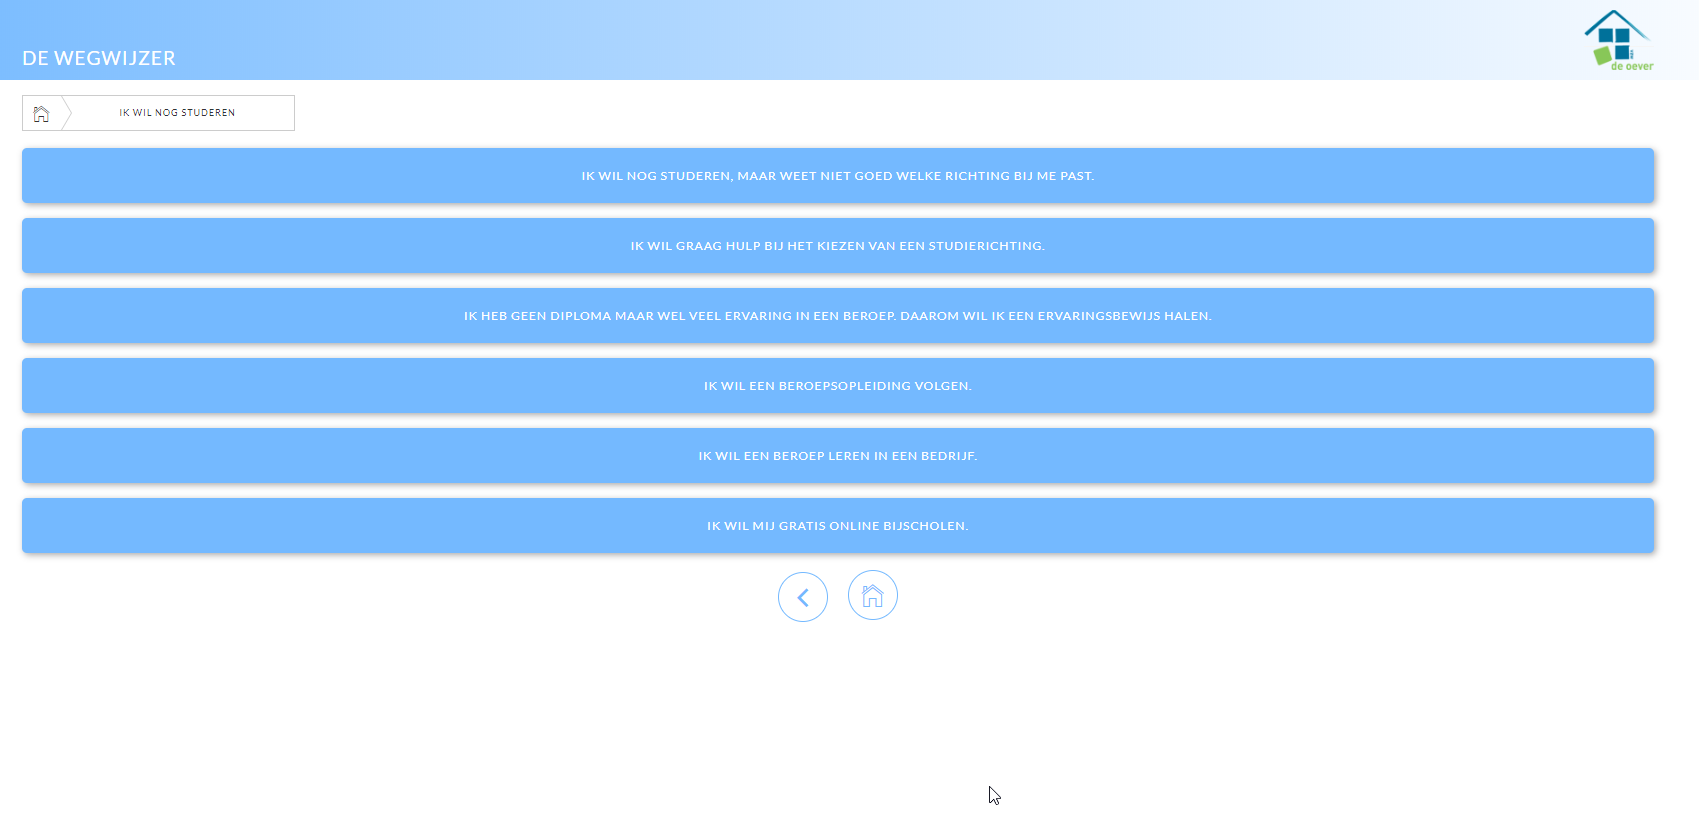 DE WEGWIJZER
de oever
IK WIL NOG STUDEREN
IK WIL NOG STUDEREN, MAAR WEET NIET GOED WELKE RICHTING BIJ ME PAST.
IK WIL GRAAG HULP BIJ HET KIEZEN VAN EEN STUDIERICHTING.
IK HEB GEEN DIPLOMA MAAR WEL VEEL ERVARING IN EEN BEROEP. DAAROM WIL IK EEN ERVARINGSBEWIJS HALEN.
IK WIL EEN BEROEPSOPLEIDING VOLGEN.
IK WIL EEN BEROEP LEREN IN EEN BEDRIJF.
IK WIL MIJ GRATIS ONLINE BIJSCHOLEN.